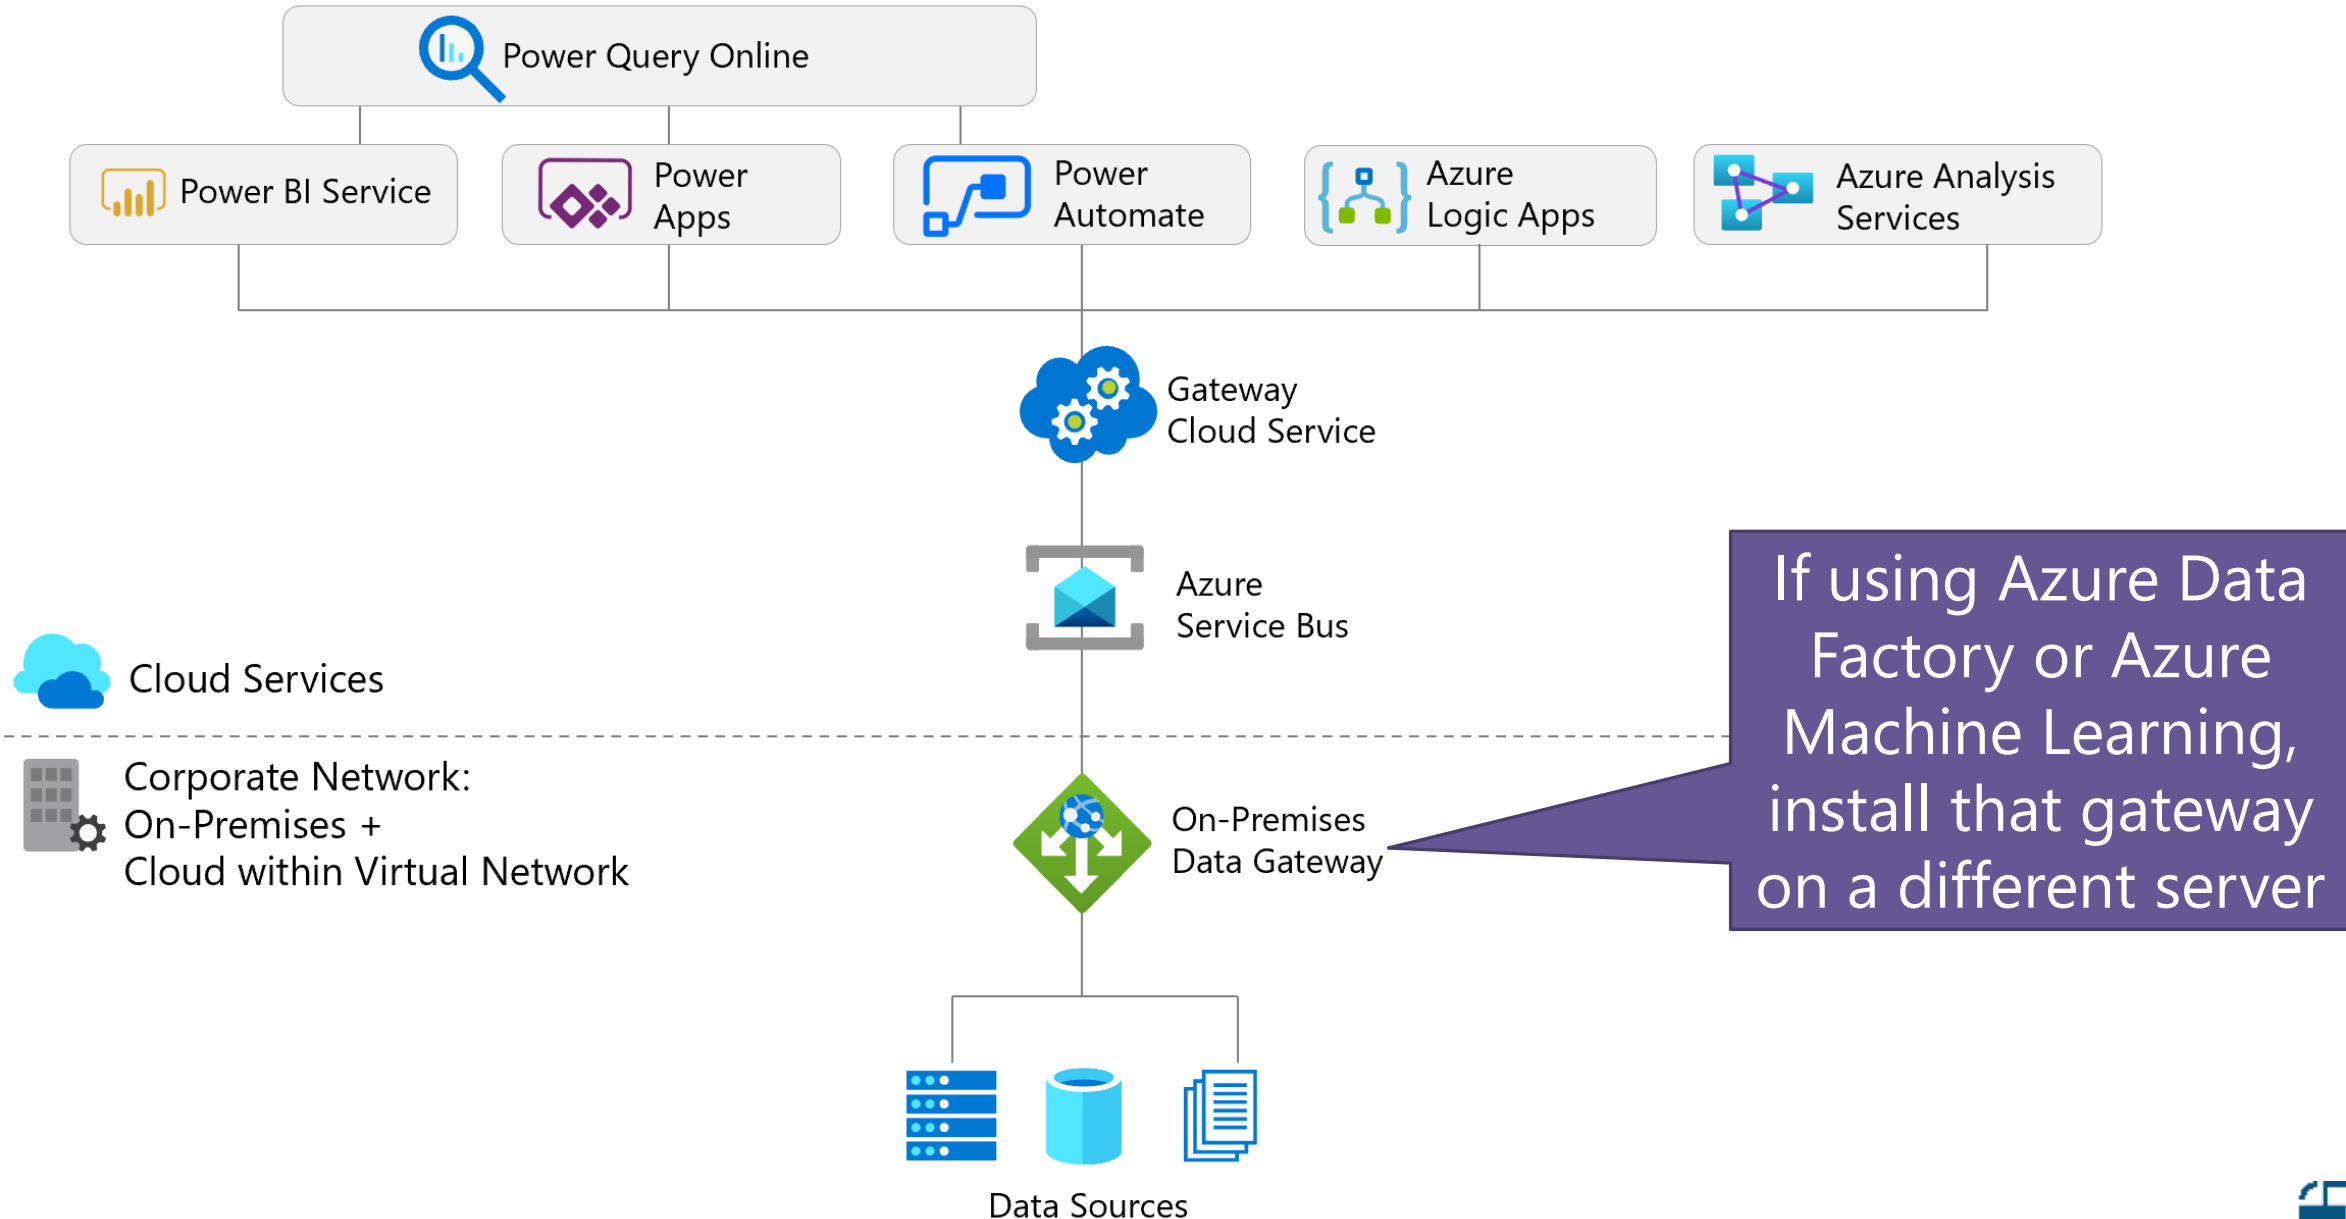 Power Query Online
Power BI Service
Power
Apps
Power
Automate
Azure
Logic Apps
Azure Analysis
Services
Gateway
Cloud Service
Azure
Service Bus
Cloud Services
If using Azure Data
Factory or Azure
Machine Learning,
install that gateway
on a different server
Corporate Network:
On-Premises +
Cloud within Virtual Network
On-Premises
Data Gateway
Data Sources